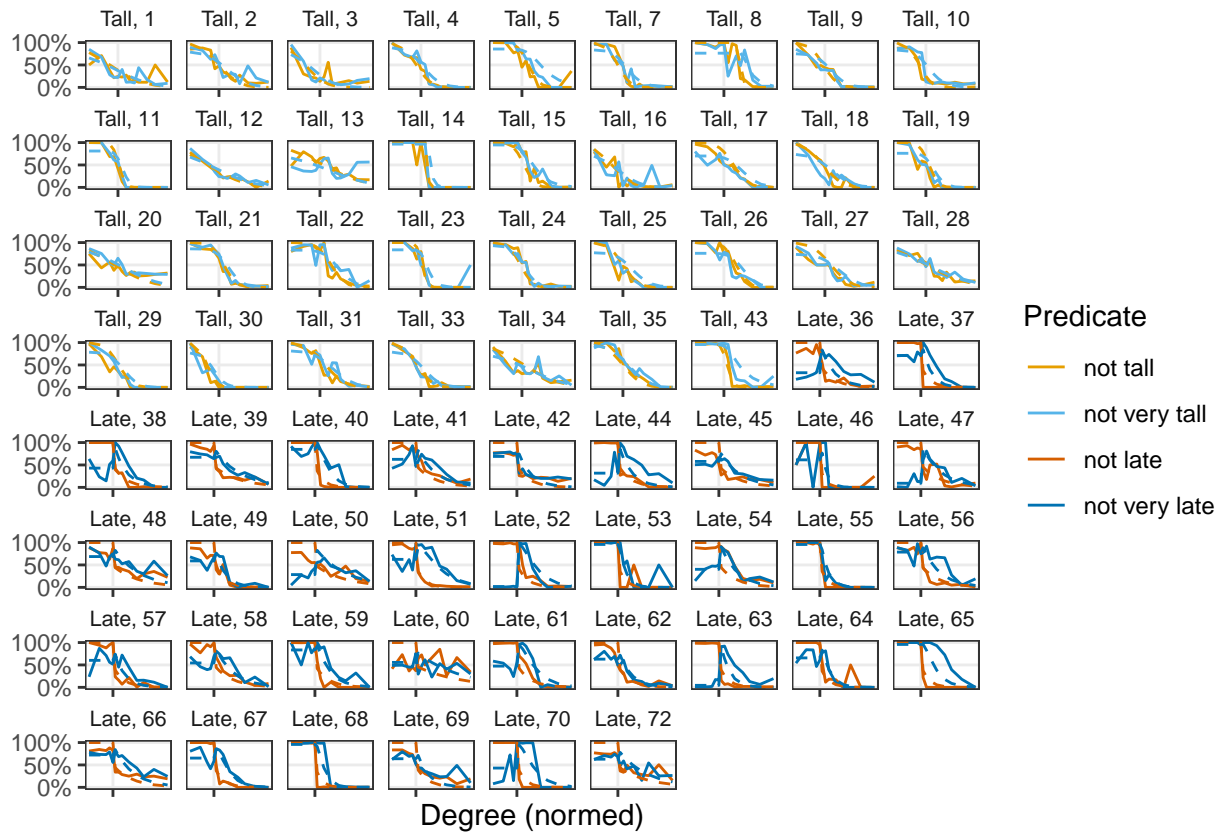 Tall, 1 Tall, 2 Tall, 3 Tall, 4 Tall, 5 Tall, 7 Tall, 8 Tall, 9 Tall, 10
100%
50%
0%
Tall, 11 Tall, 12 Tall, 13 Tall, 14 Tall, 15 Tall, 16 Tall, 17 Tall, 18 Tall, 19
100%
50%
0%
Tall, 20 Tall, 21 Tall, 22 Tall, 23 Tall, 24 Tall, 25 Tall, 26 Tall, 27 Tall, 28
100%
50%
0%
Tall, 29 Tall, 30 Tall, 31 Tall, 33 Tall, 34 Tall, 35 Tall, 43 Late, 36 Late, 37
100%
50%
0%
Late, 38 Late, 39 Late, 40 Late, 41 Late, 42 Late, 44 Late, 45 Late, 46 Late, 47
100%
50%
0%
Late, 48 Late, 49 Late, 50 Late, 51 Late, 52 Late, 53 Late, 54 Late, 55 Late, 56
100%
50%
0%
Late, 57 Late, 58 Late, 59 Late, 60 Late, 61 Late, 62 Late, 63 Late, 64 Late, 65
100%
50%
0%
Late, 66 Late, 67 Late, 68 Late, 69 Late, 70 Late, 72
100%
50%
0%
Degree (normed)
Predicate
not tall
not very tall
not late
not very late